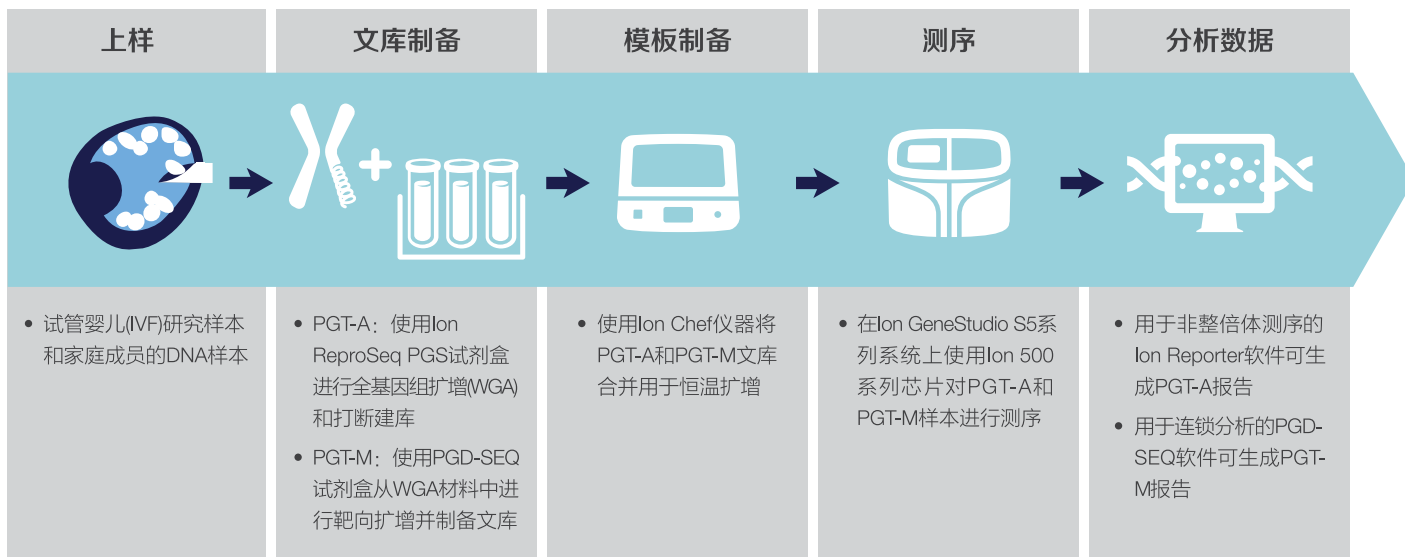 上样
文库制备
模板制备
测序
分析数据
• 试管婴儿(IVF)研究样本
和家庭成员的DNA样本
• PGT-A：使用Ion
ReproSeq PGS试剂盒
进行全基因组扩增(WGA)
和打断建库
• PGT-M：使用PGD-SEQ
试剂盒从WGA材料中进
行靶向扩增并制备文库
• 使用Ion Chef仪器将
PGT-A和PGT-M文库
合并用于恒温扩增
• 在Ion GeneStudio S5系
列系统上使用Ion 500
系列芯片对PGT-A和
PGT-M样本进行测序
• 用于非整倍体测序的
Ion Reporter软件可生
成PGT-A报告
• 用于连锁分析的PGD-
SEQ软件可生成PGT-
M报告